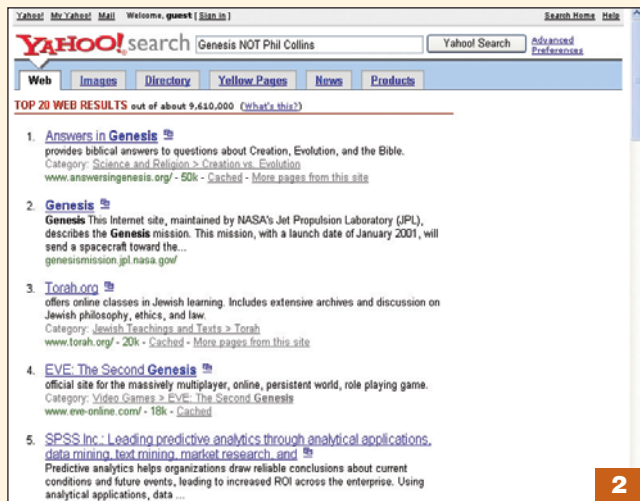 Yahoo! My Yahoo! Mail Welcome, guest [Sign in] Search Home Help
YAHOO! search Genesis NOT Phil Collins Yahoo! Search Advanced
Preferences
Web Images Directory Yellow Pages News Products
TOP 20 WEB RESULTS out of about 9,610,000 (What's this?)
1. Answers in Genesis
provides biblical answers to questions about Creation, Evolution, and the Bible.
Category: Science and Religion > Creation vs. Evolution
www.answersingenesis.org/ - 50k - Cached - More pages from this site
2. Genesis
Genesis This Internet site, maintained by NASA's Jet Propulsion Laboratory (JPL),
describes the Genesis mission. This mission, with a launch date of January 2001, will
send a spacecraft toward the...
genesismission.jpl.nasa.gov/
3. Torah.org
offers online classes in Jewish learning. Includes extensive archives and discussion on
Jewish philosophy, ethics, and law.
Category: Jewish Teachings and Texts > Torah
www.torah.org/ - 20k - Cached - More pages from this site
4. EVE: The Second Genesis
official site for the massively multiplayer, online, persistent world, role playing game.
Category: Video Games > EVE: The Second Genesis
www.eve-online.com/ - 18k - Cached
5. SPSS Inc.: Leading predictive analytics through analytical applications,
data mining, text mining, market research, and
Predictive analytics helps organizations draw reliable conclusions about current
conditions and future events, leading to increased ROI across the enterprise. Using
analytical applications, data ...
2